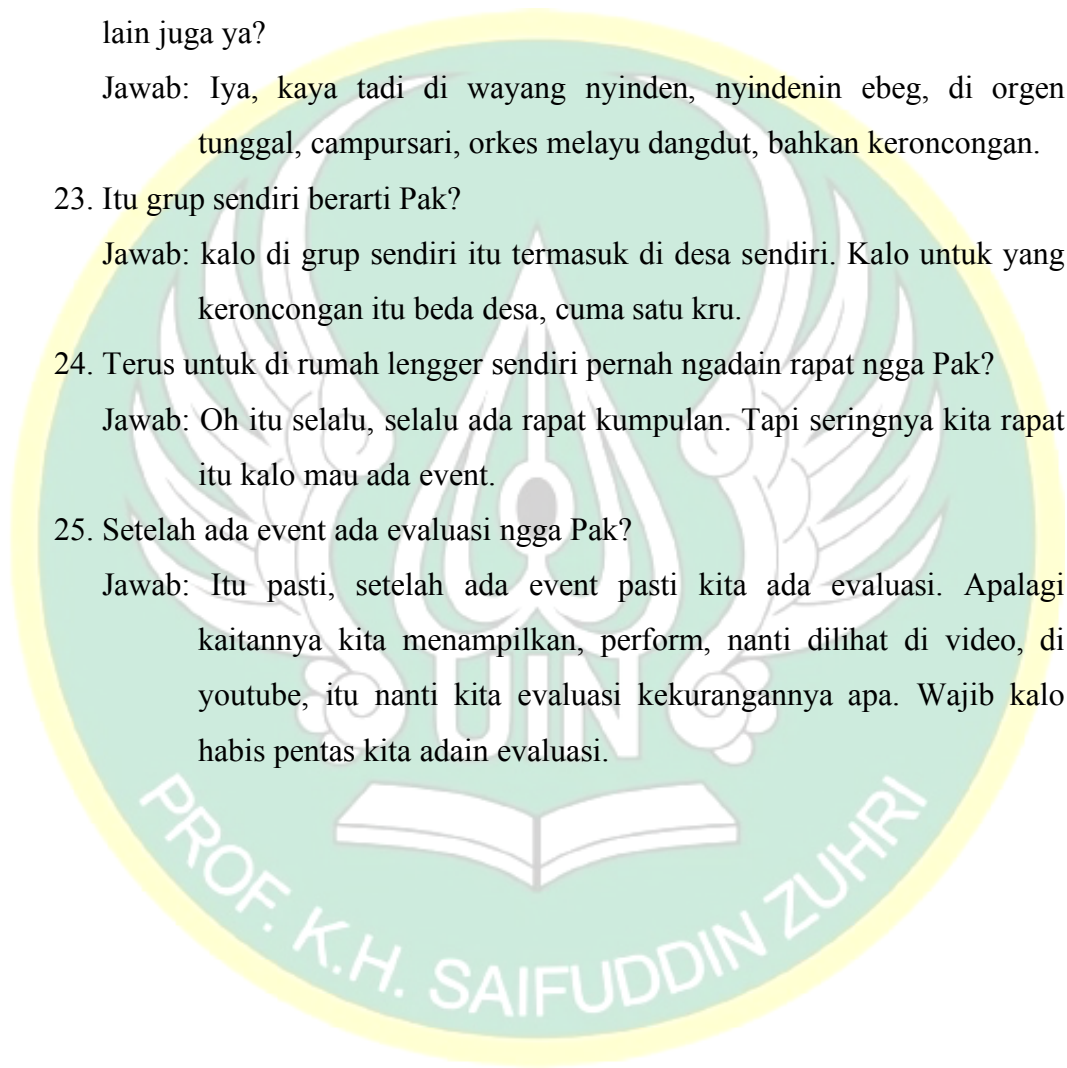 lain juga ya?
Jawab: Iya, kaya tadi di wayang nyinden, nyindenin ebeg, di orgen
tunggal, campursari, orkes melayu dangdut, bahkan keroncongan.
23. Itu grup sendiri berarti Pak?
Jawab: kalo di grup sendiri itu termasuk di desa sendiri. Kalo untuk yang
keroncongan itu beda desa, cuma satu kru.
24. Terus untuk di rumah lengger sendiri pernah ngadain rapat ngga Pak?
Jawab: Oh itu selalu, selalu ada rapat kumpulan. Tapi seringnya kita rapat
itu kalo mau ada event.
25. Setelah ada event ada evaluasi ngga Pak?
Jawab: Itu pasti, setelah ada event pasti kita ada evaluasi. Apalagi
kaitannya kita menampilkan, perform, nanti dilihat di video, di
youtube, itu nanti kita evaluasi kekurangannya apa. Wajib kalo
habis pentas kita adain evaluasi.
UIN
PROF. K.H. SAIFUDDIN ZUHRI